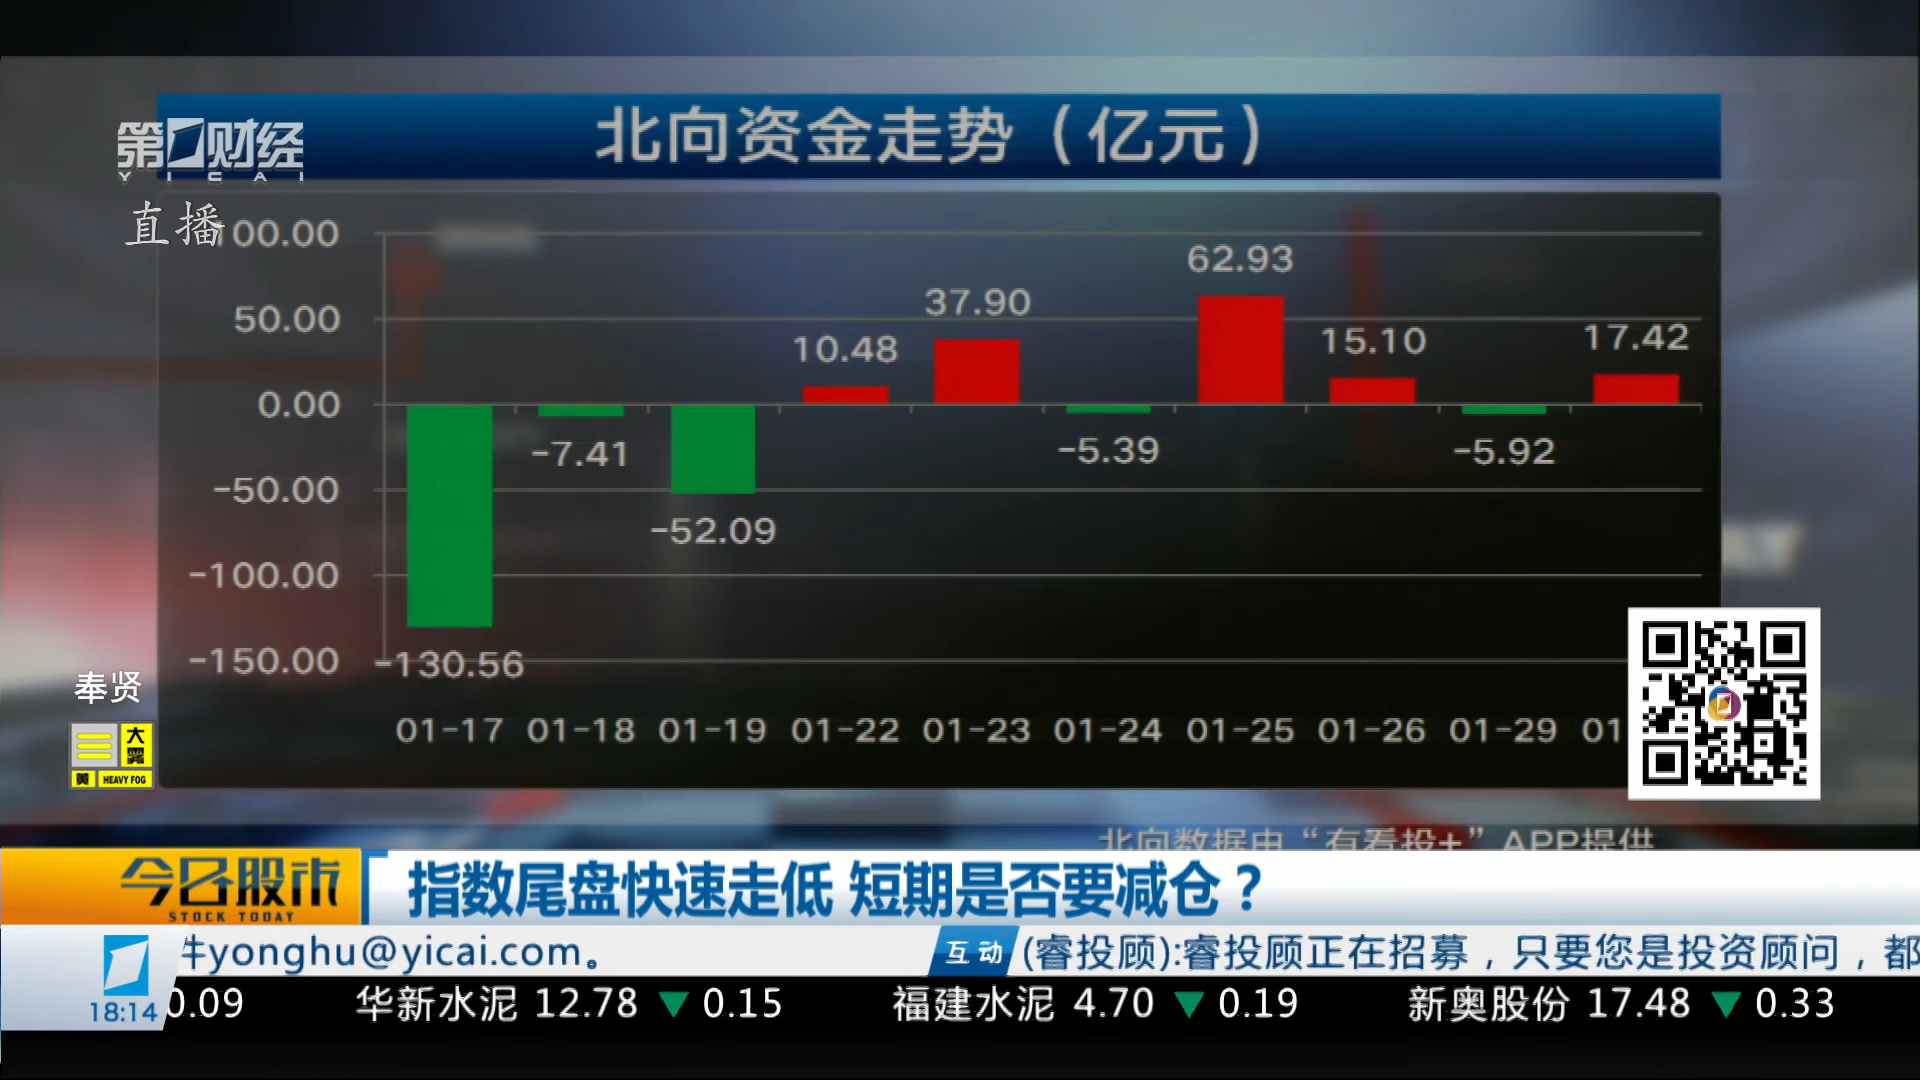 北向资金走势（亿元）
第一财经
YICAI
直播
100.00
50.00
0.00
-50.00
-100.00
-150.00
-130.56
-7.41
-52.09
10.48
37.90
-5.39
62.93
15.10
-5.92
17.42
01-17 01-18 01-19 01-22 01-23 01-24 01-25 01-26 01-29 01
奉贤
大雾
黄 HEAVY FOG
北向数据由“有看投+”APP提供
今日股市
STOCK TODAY
指数尾盘快速走低 短期是否要减仓？
yonghu@yicai.com。 互动 (睿投顾):睿投顾正在招募，只要您是投资顾问，都
18:14
0.09 华新水泥 12.78 ▼ 0.15 福建水泥 4.70 ▼ 0.19 新奥股份 17.48 ▼ 0.33